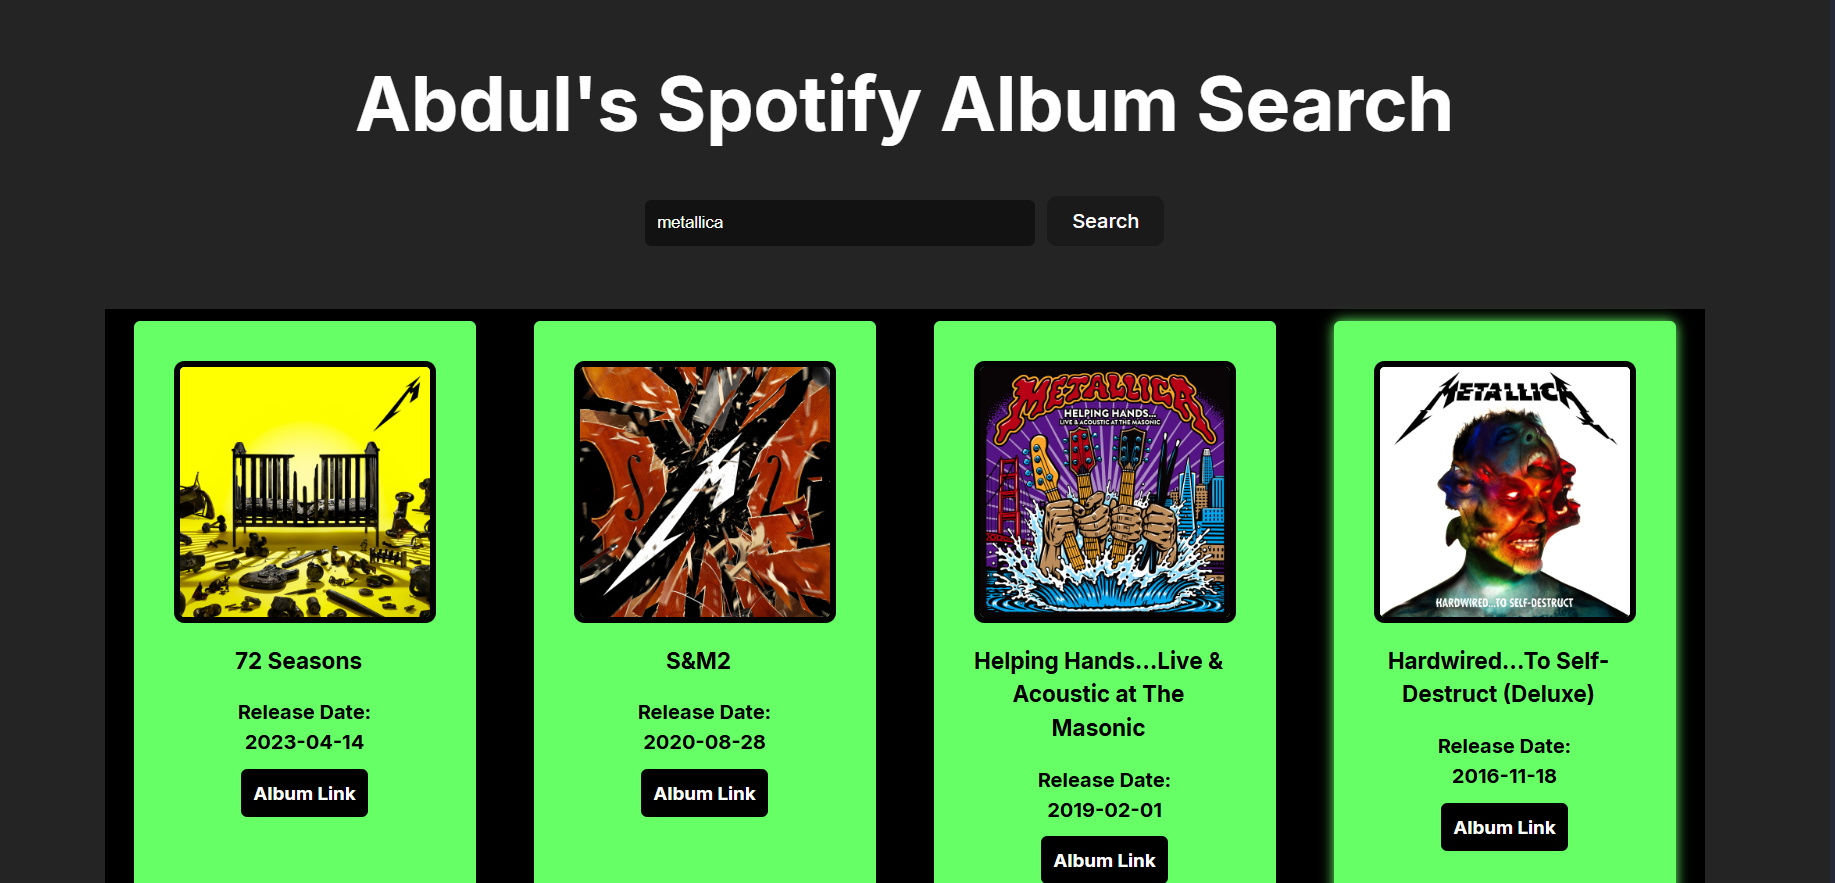 Abdul's Spotify Album Search
metallica
Search
METALLICA
HELPING HANDS...
LIVE & ACOUSTIC AT THE MASONIC
METALLICA
HARDWIRED...TO SELF-DESTRUCT
72 Seasons
Release Date:
2023-04-14
Album Link
S&M2
Release Date:
2020-08-28
Album Link
Helping Hands...Live &
Acoustic at The
Masonic
Release Date:
2019-02-01
Album Link
Hardwired...To Self-
Destruct (Deluxe)
Release Date:
2016-11-18
Album Link